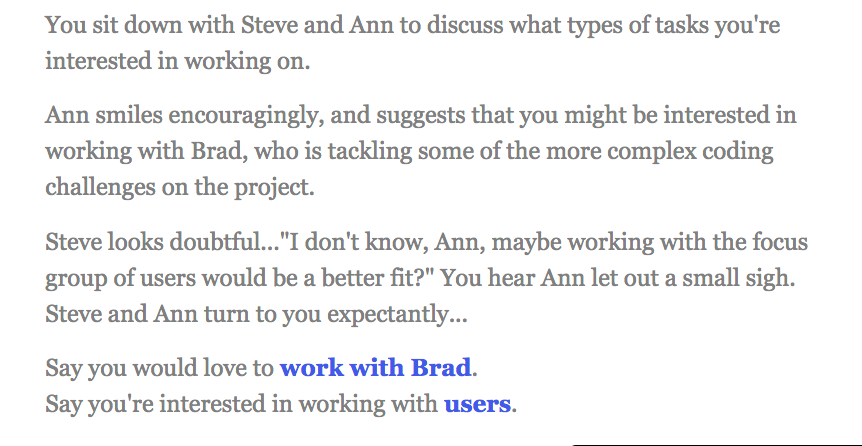 You sit down with Steve and Ann to discuss what types of tasks you're
interested in working on.
Ann smiles encouragingly, and suggests that you might be interested in
working with Brad, who is tackling some of the more complex coding
challenges on the project.
Steve looks doubtful..."I don't know, Ann, maybe working with the focus
group of users would be a better fit?" You hear Ann let out a small sigh.
Steve and Ann turn to you expectantly...
Say you would love to work with Brad.
Say you're interested in working with users.